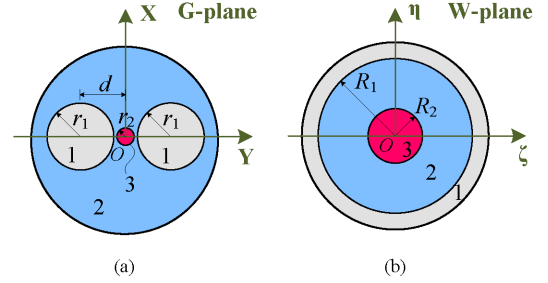 X G-plane
d
r₁ r₂ r₁
1 O 1 Y
3
2
(a)
η W-plane
R₁ R₂
O 3 ζ
2 1
(b)